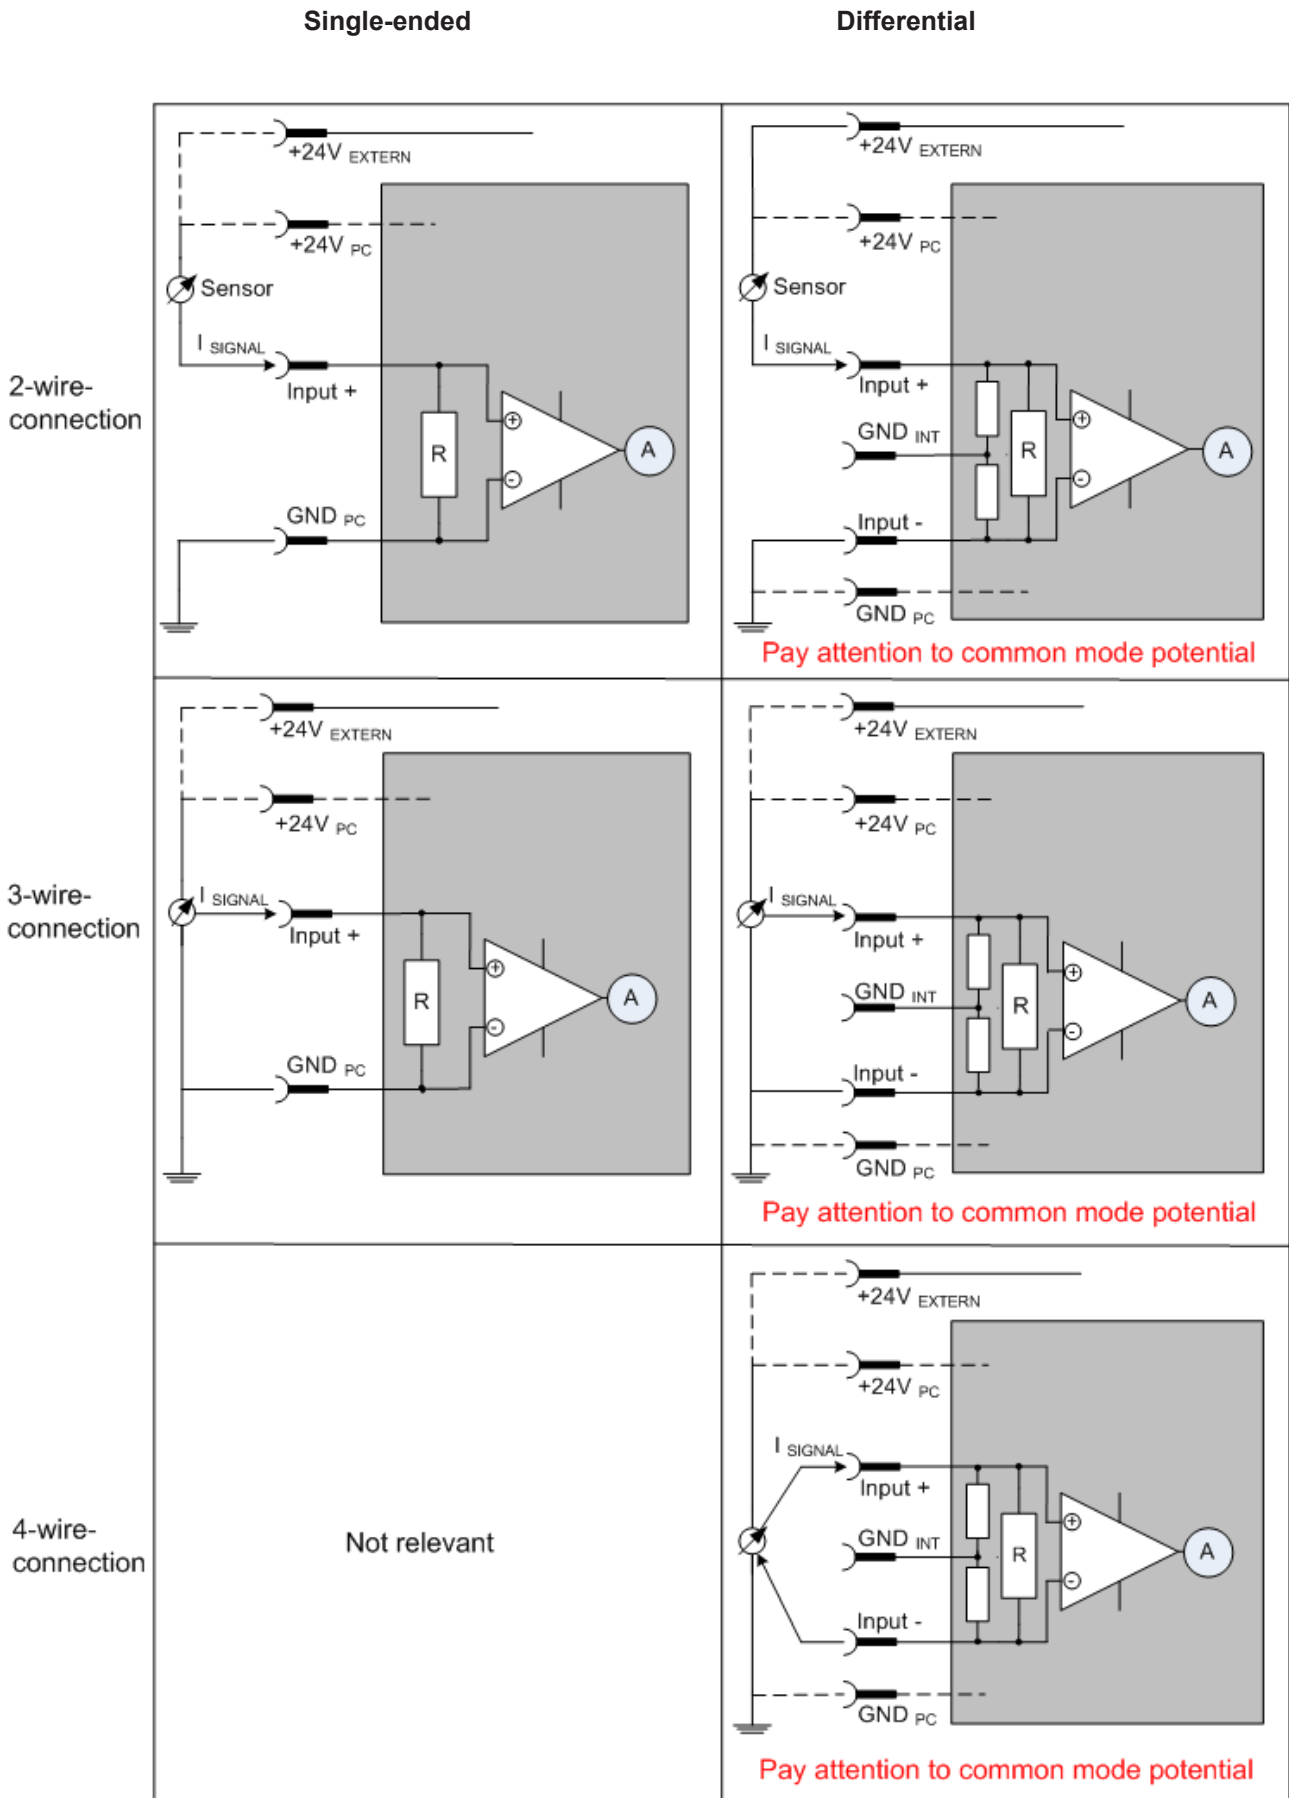 Single-ended
Differential
2-wire-
connection
+24V EXTERN
+24V PC
Sensor
I SIGNAL
Input +
R
+
-
A
GND PC
+24V EXTERN
+24V PC
Sensor
I SIGNAL
Input +
GND INT
R
+
-
A
Input -
GND PC
Pay attention to common mode potential
3-wire-
connection
+24V EXTERN
+24V PC
I SIGNAL
Input +
R
+
-
A
GND PC
+24V EXTERN
+24V PC
I SIGNAL
Input +
GND INT
R
+
-
A
Input -
GND PC
Pay attention to common mode potential
4-wire-
connection
Not relevant
+24V EXTERN
+24V PC
I SIGNAL
Input +
GND INT
R
+
-
A
Input -
GND PC
Pay attention to common mode potential